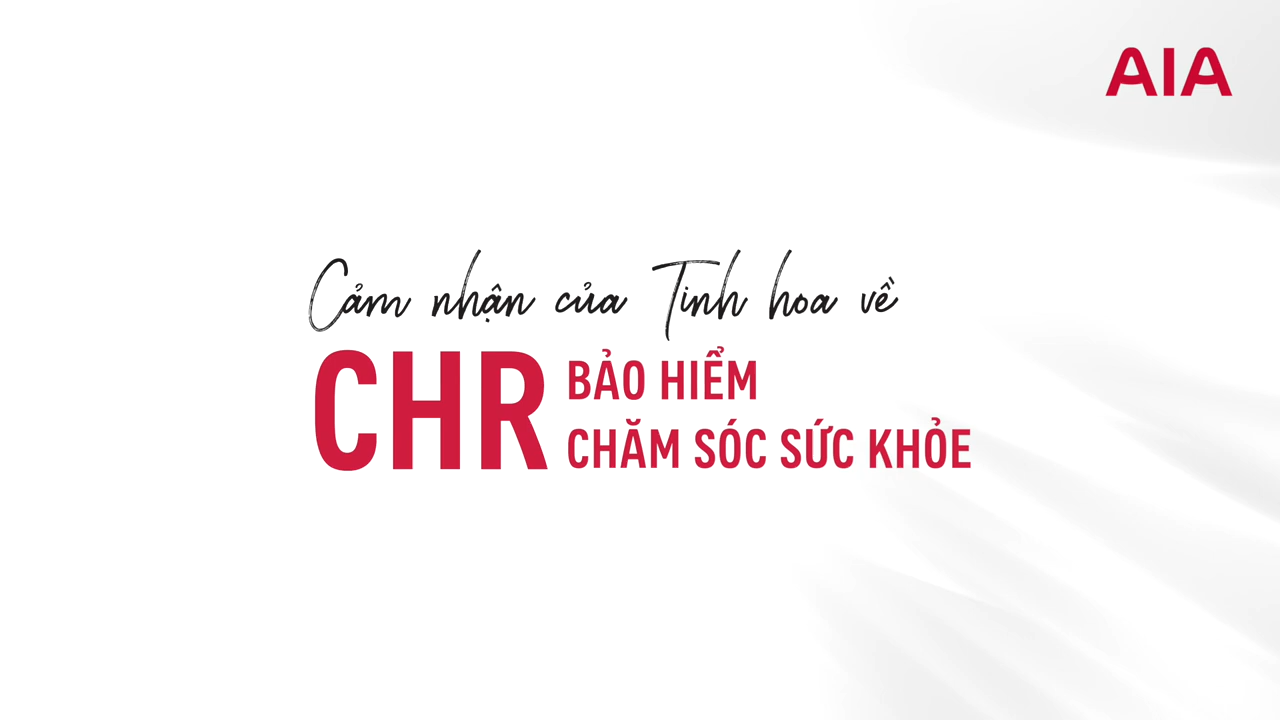 AIA
Cảm nhận của Tinh hoa về
CHR BẢO HIỂM
CHĂM SÓC SỨC KHỎE